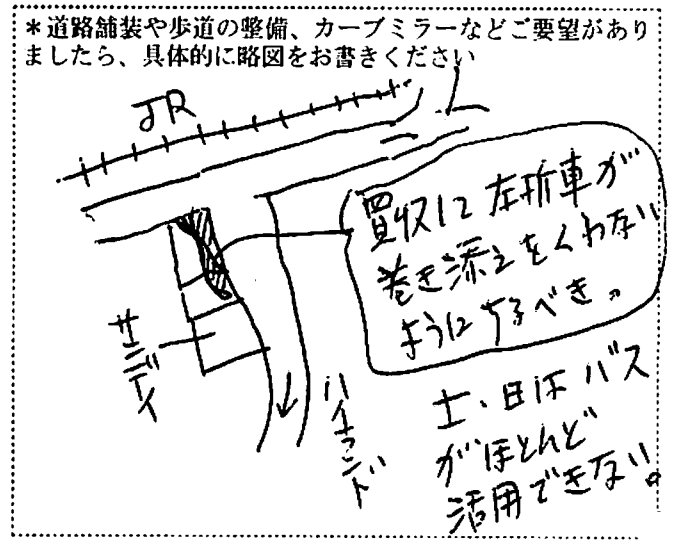 ＊道路舗装や歩道の整備、カーブミラーなどご要望があり
ましたら、具体的に略図をお書きください
JR
買収に左折車が
巻き添えをくわない
ようにするべき。
サニデイ
ハイランド
土、日はバス
がほとんど
活用できない。